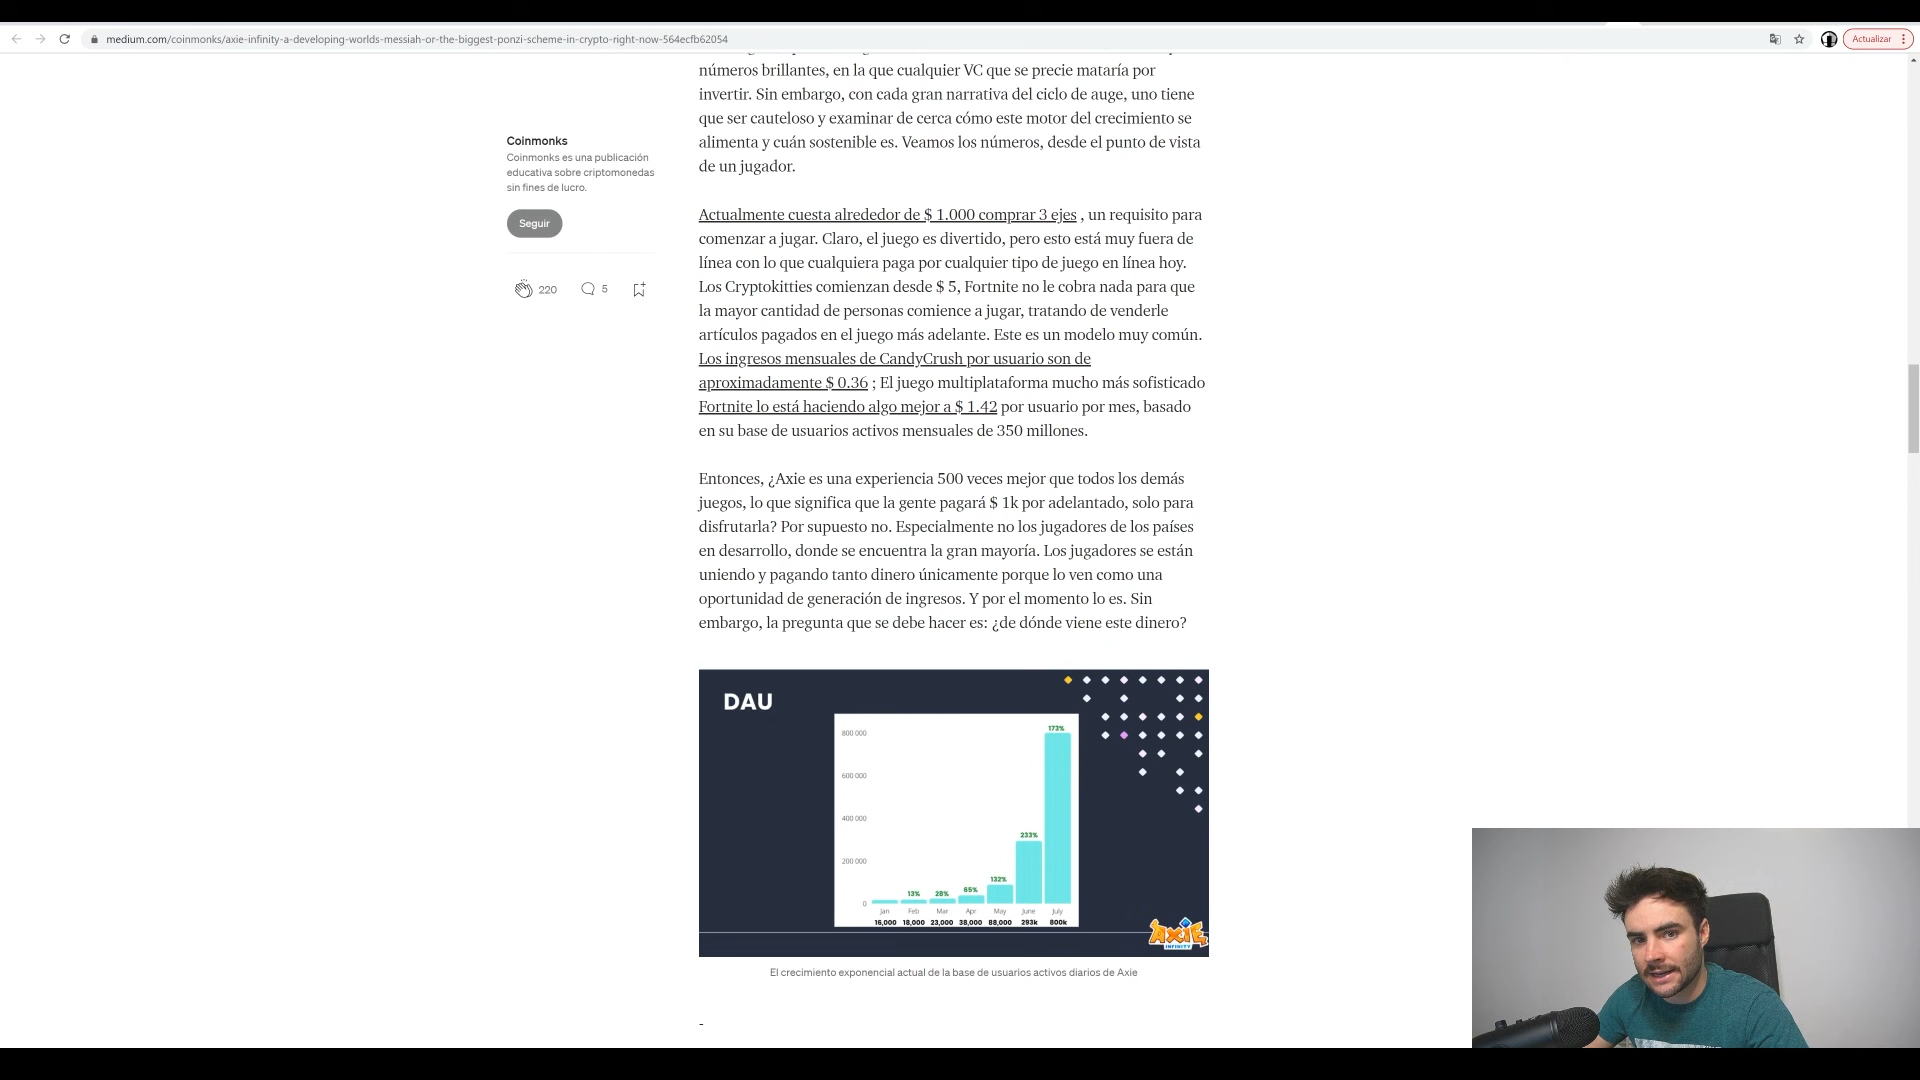 medium.com/coinmonks/axie-infinity-a-developing-worlds-messiah-or-the-biggest-ponzi-scheme-in-crypto-right-now-564ecfb62054
Actualizar
números brillantes, en la que cualquier VC que se precie mataría por
invertir. Sin embargo, con cada gran narrativa del ciclo de auge, uno tiene
que ser cauteloso y examinar de cerca cómo este motor del crecimiento se
alimenta y cuán sostenible es. Veamos los números, desde el punto de vista
de un jugador.
Coinmonks
Coinmonks es una publicación
educativa sobre criptomonedas
sin fines de lucro.
Seguir
220
5
Actualmente cuesta alrededor de $ 1.000 comprar 3 ejes , un requisito para
comenzar a jugar. Claro, el juego es divertido, pero esto está muy fuera de
línea con lo que cualquiera paga por cualquier tipo de juego en línea hoy.
Los Cryptokitties comienzan desde $ 5, Fortnite no le cobra nada para que
la mayor cantidad de personas comience a jugar, tratando de venderle
artículos pagados en el juego más adelante. Este es un modelo muy común.
Los ingresos mensuales de CandyCrush por usuario son de
aproximadamente $ 0.36 ; El juego multiplataforma mucho más sofisticado
Fortnite lo está haciendo algo mejor a $ 1.42 por usuario por mes, basado
en su base de usuarios activos mensuales de 350 millones.
Entonces, ¿Axie es una experiencia 500 veces mejor que todos los demás
juegos, lo que significa que la gente pagará $ 1k por adelantado, solo para
disfrutarla? Por supuesto no. Especialmente no los jugadores de los países
en desarrollo, donde se encuentra la gran mayoría. Los jugadores se están
uniendo y pagando tanto dinero únicamente porque lo ven como una
oportunidad de generación de ingresos. Y por el momento lo es. Sin
embargo, la pregunta que se debe hacer es: ¿de dónde viene este dinero?
DAU
800 000
600 000
400 000
200 000
0
13% 28% 65% 132% 233% 173%
Jan Feb Mar Apr May June July
16,000 18,000 23,000 38,000 88,000 293k 800k
AXIE
INFINITY
El crecimiento exponencial actual de la base de usuarios activos diarios de Axie
-